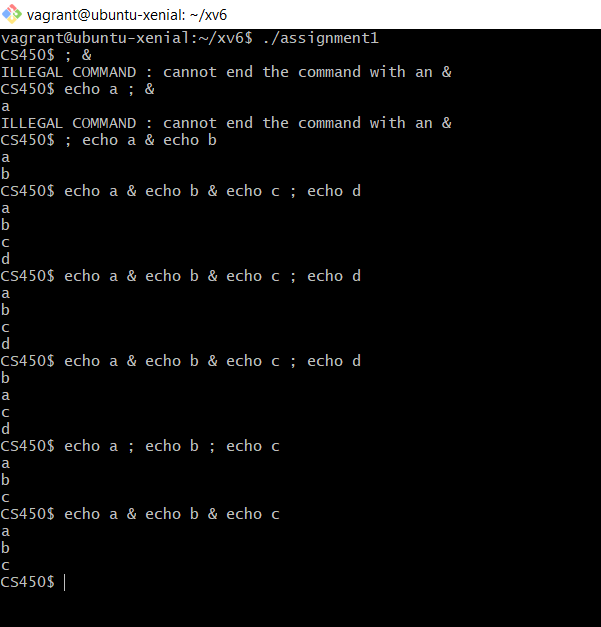 vagrant@ubuntu-xenial: ~/xv6
vagrant@ubuntu-xenial:~/xv6$ ./assignment1
CS450$ ; &
ILLEGAL COMMAND : cannot end the command with an &
CS450$ echo a ; &
a
ILLEGAL COMMAND : cannot end the command with an &
CS450$ ; echo a & echo b
a
b
CS450$ echo a & echo b & echo c ; echo d
a
b
c
d
CS450$ echo a & echo b & echo c ; echo d
a
b
c
d
CS450$ echo a & echo b & echo c ; echo d
b
a
c
d
CS450$ echo a ; echo b ; echo c
a
b
c
CS450$ echo a & echo b & echo c
a
b
c
CS450$